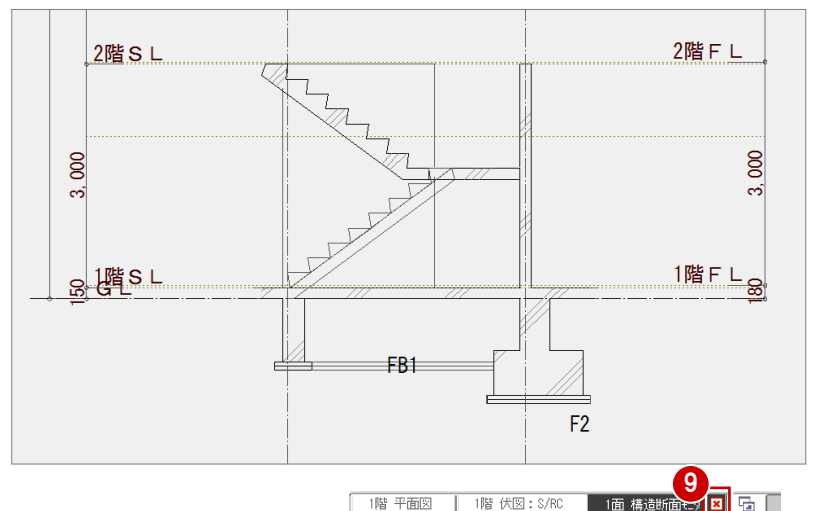 2階ＳＬ
2階ＦＬ
3,000
3,000
1階ＳＬ
1階ＦＬ
150
ＧＬ
180
FB1
F2
9
1階 平面図
1階 伏図：S/RC
1面 構造断面